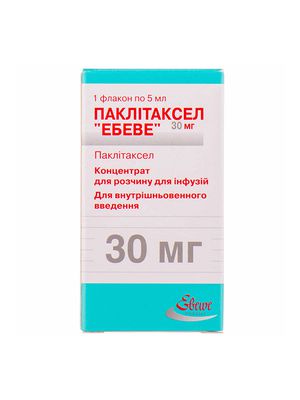 1 флакон по 5 мл
ПАКЛІТАКСЕЛ
"ЕБЕВЕ" 30 мг
Паклітаксел
Концентрат
для розчину для інфузій
Для внутрішньовенного
введення
30 мг
Ebewe